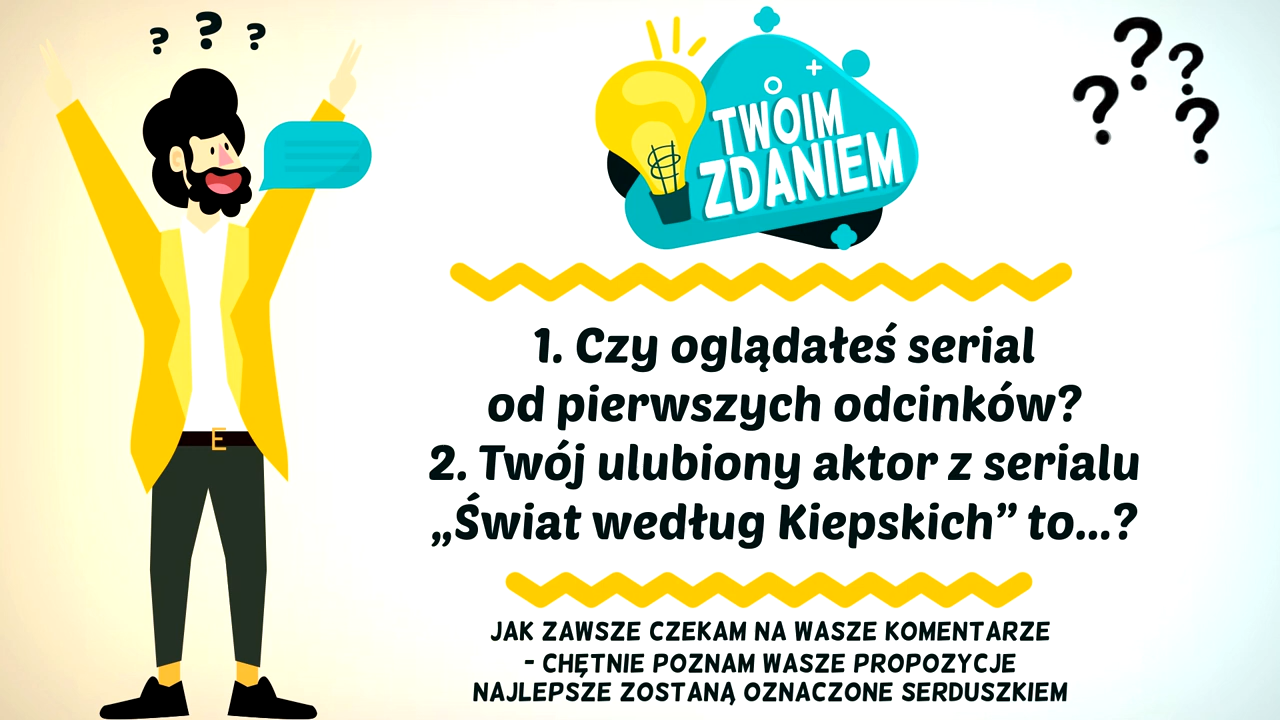 ? ? ?
? ? ? ?
TWOIM
ZDANIEM
1. Czy oglądałeś serial
od pierwszych odcinków?
2. Twój ulubiony aktor z serialu
„Świat według Kiepskich” to...?
E
JAK ZAWSZE CZEKAM NA WASZE KOMENTARZE
- CHĘTNIE POZNAM WASZE PROPOZYCJE
NAJLEPSZE ZOSTANĄ OZNACZONE SERDUSZKIEM